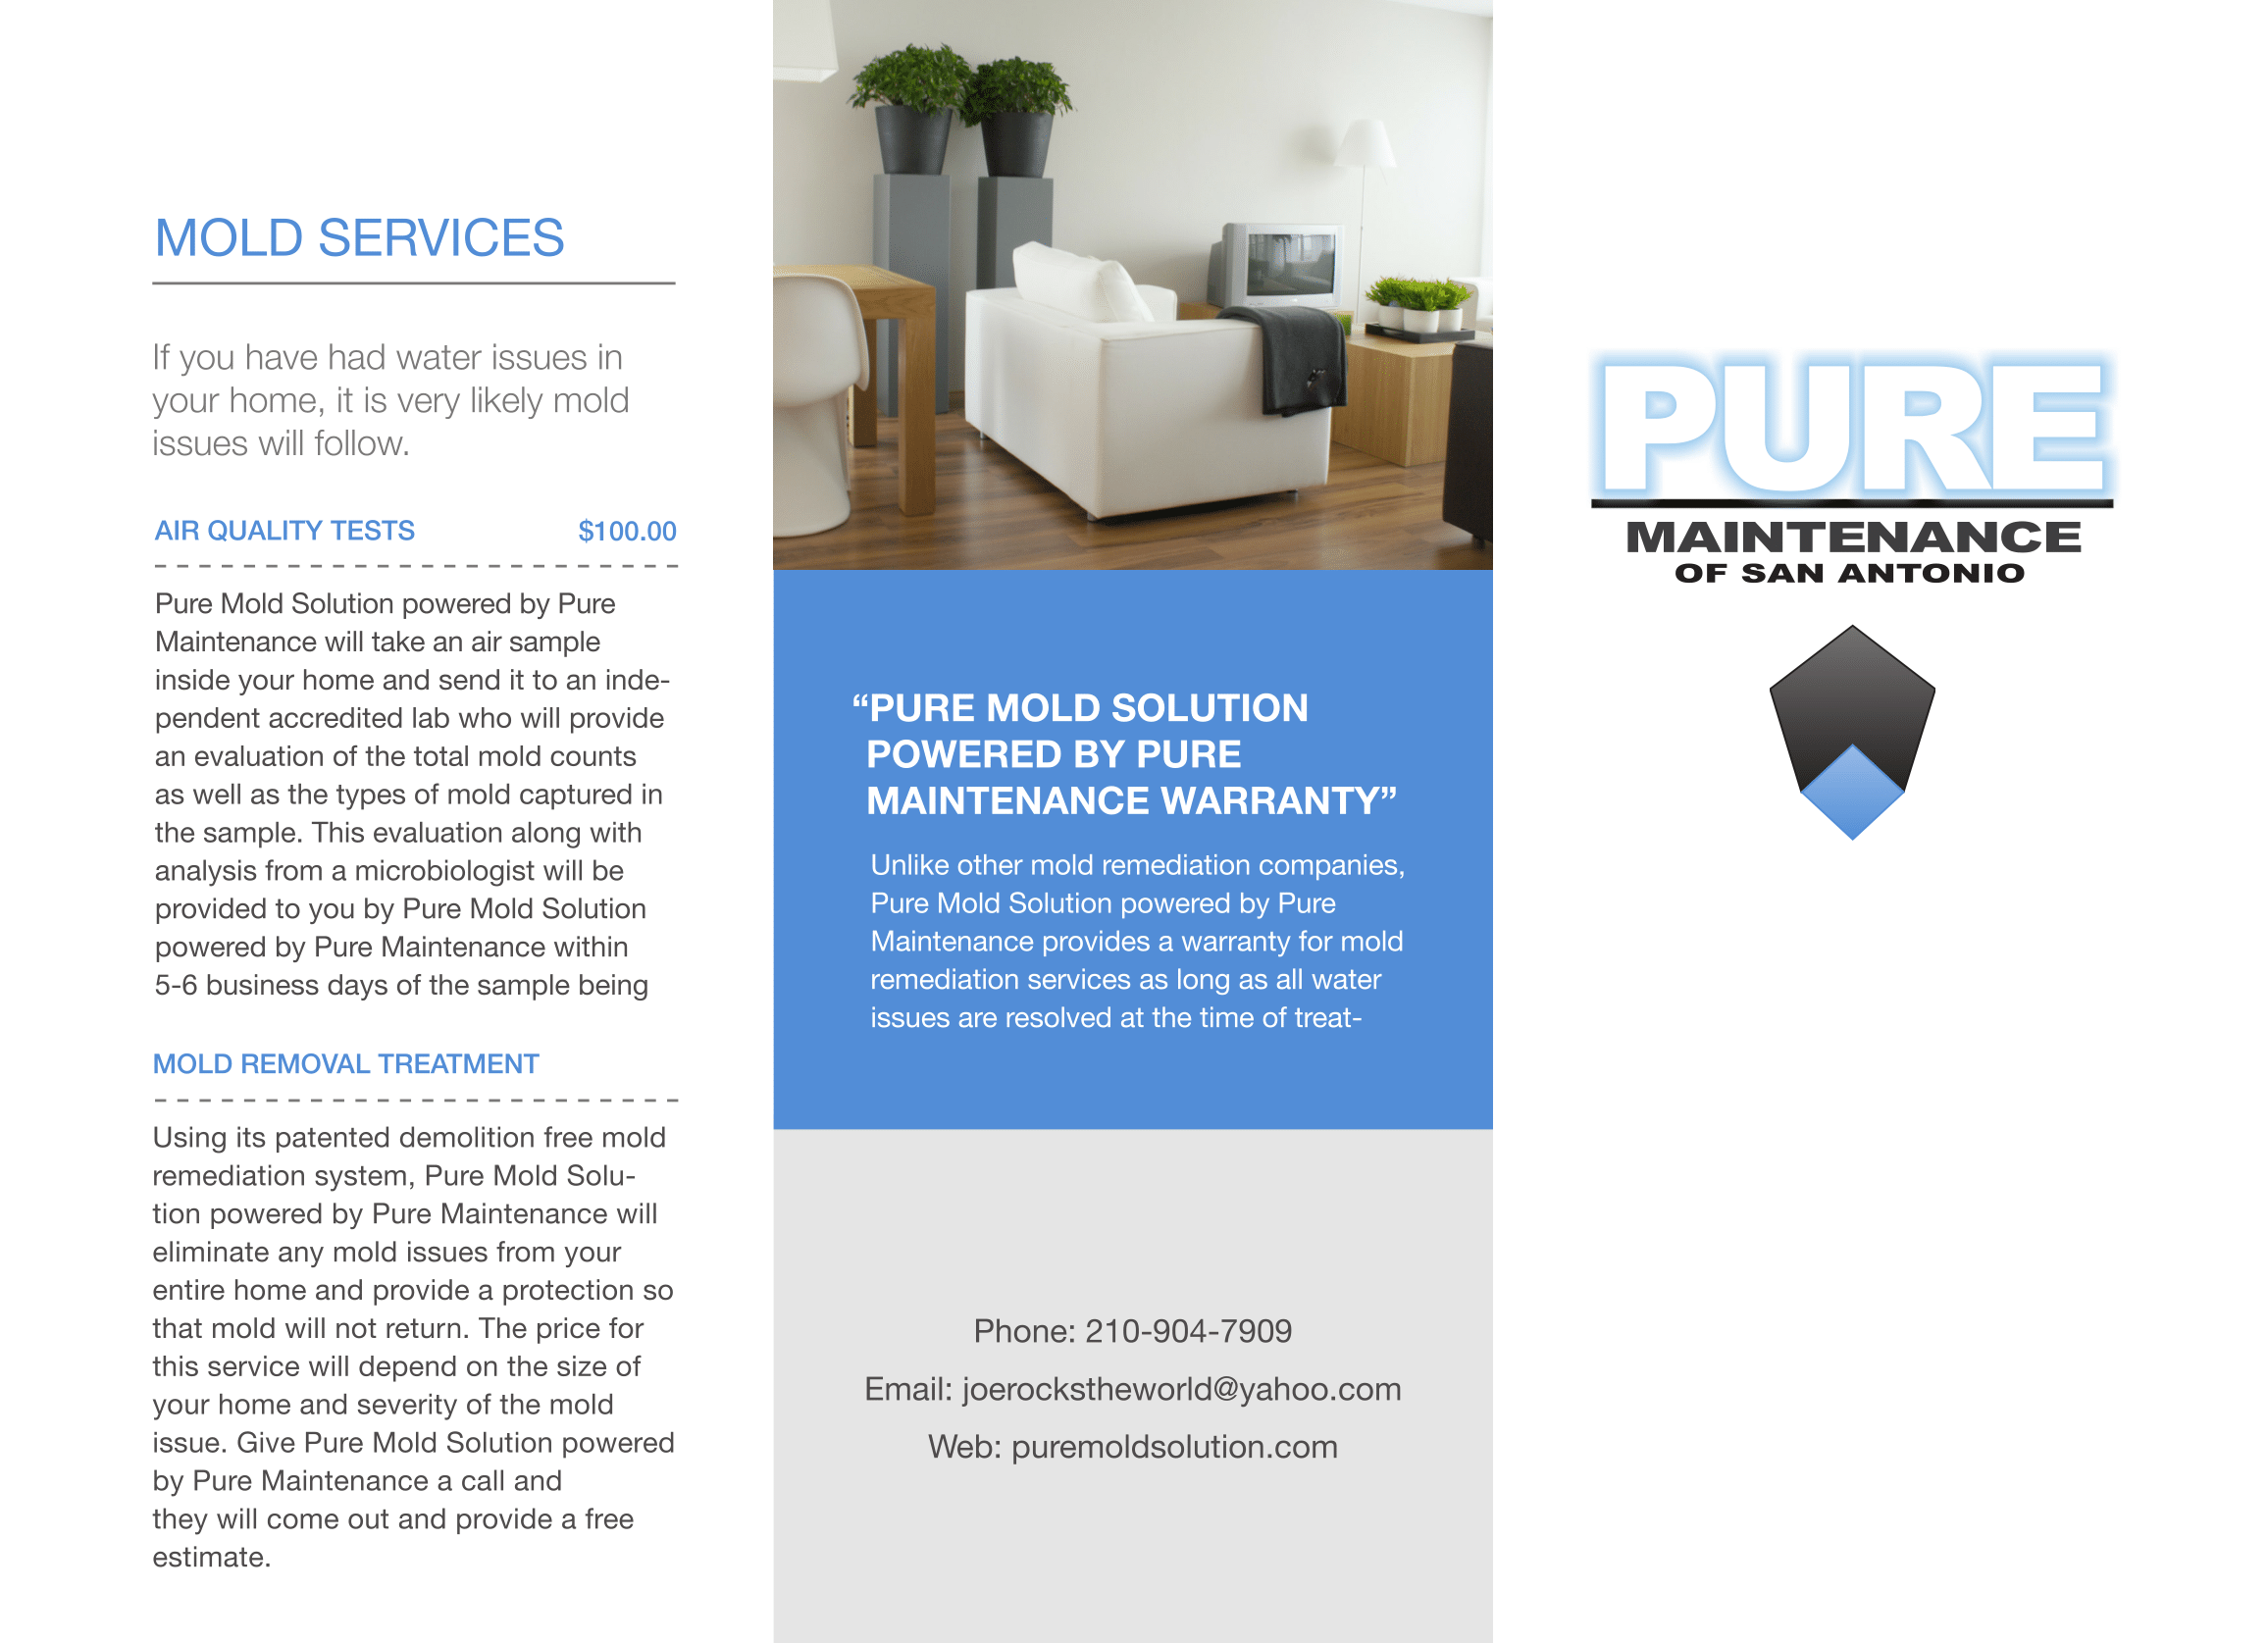 MOLD SERVICES
If you have had water issues in
your home, it is very likely mold
issues will follow.
AIR QUALITY TESTS $100.00
Pure Mold Solution powered by Pure
Maintenance will take an air sample
inside your home and send it to an inde-
pendent accredited lab who will provide
an evaluation of the total mold counts
as well as the types of mold captured in
the sample. This evaluation along with
analysis from a microbiologist will be
provided to you by Pure Mold Solution
powered by Pure Maintenance within
5-6 business days of the sample being
MOLD REMOVAL TREATMENT
Using its patented demolition free mold
remediation system, Pure Mold Solu-
tion powered by Pure Maintenance will
eliminate any mold issues from your
entire home and provide a protection so
that mold will not return. The price for
this service will depend on the size of
your home and severity of the mold
issue. Give Pure Mold Solution powered
by Pure Maintenance a call and
they will come out and provide a free
estimate.
“PURE MOLD SOLUTION
POWERED BY PURE
MAINTENANCE WARRANTY”
Unlike other mold remediation companies,
Pure Mold Solution powered by Pure
Maintenance provides a warranty for mold
remediation services as long as all water
issues are resolved at the time of treat-
Phone: 210-904-7909
Email: joerockstheworld@yahoo.com
Web: puremoldsolution.com
PURE
MAINTENANCE
OF SAN ANTONIO